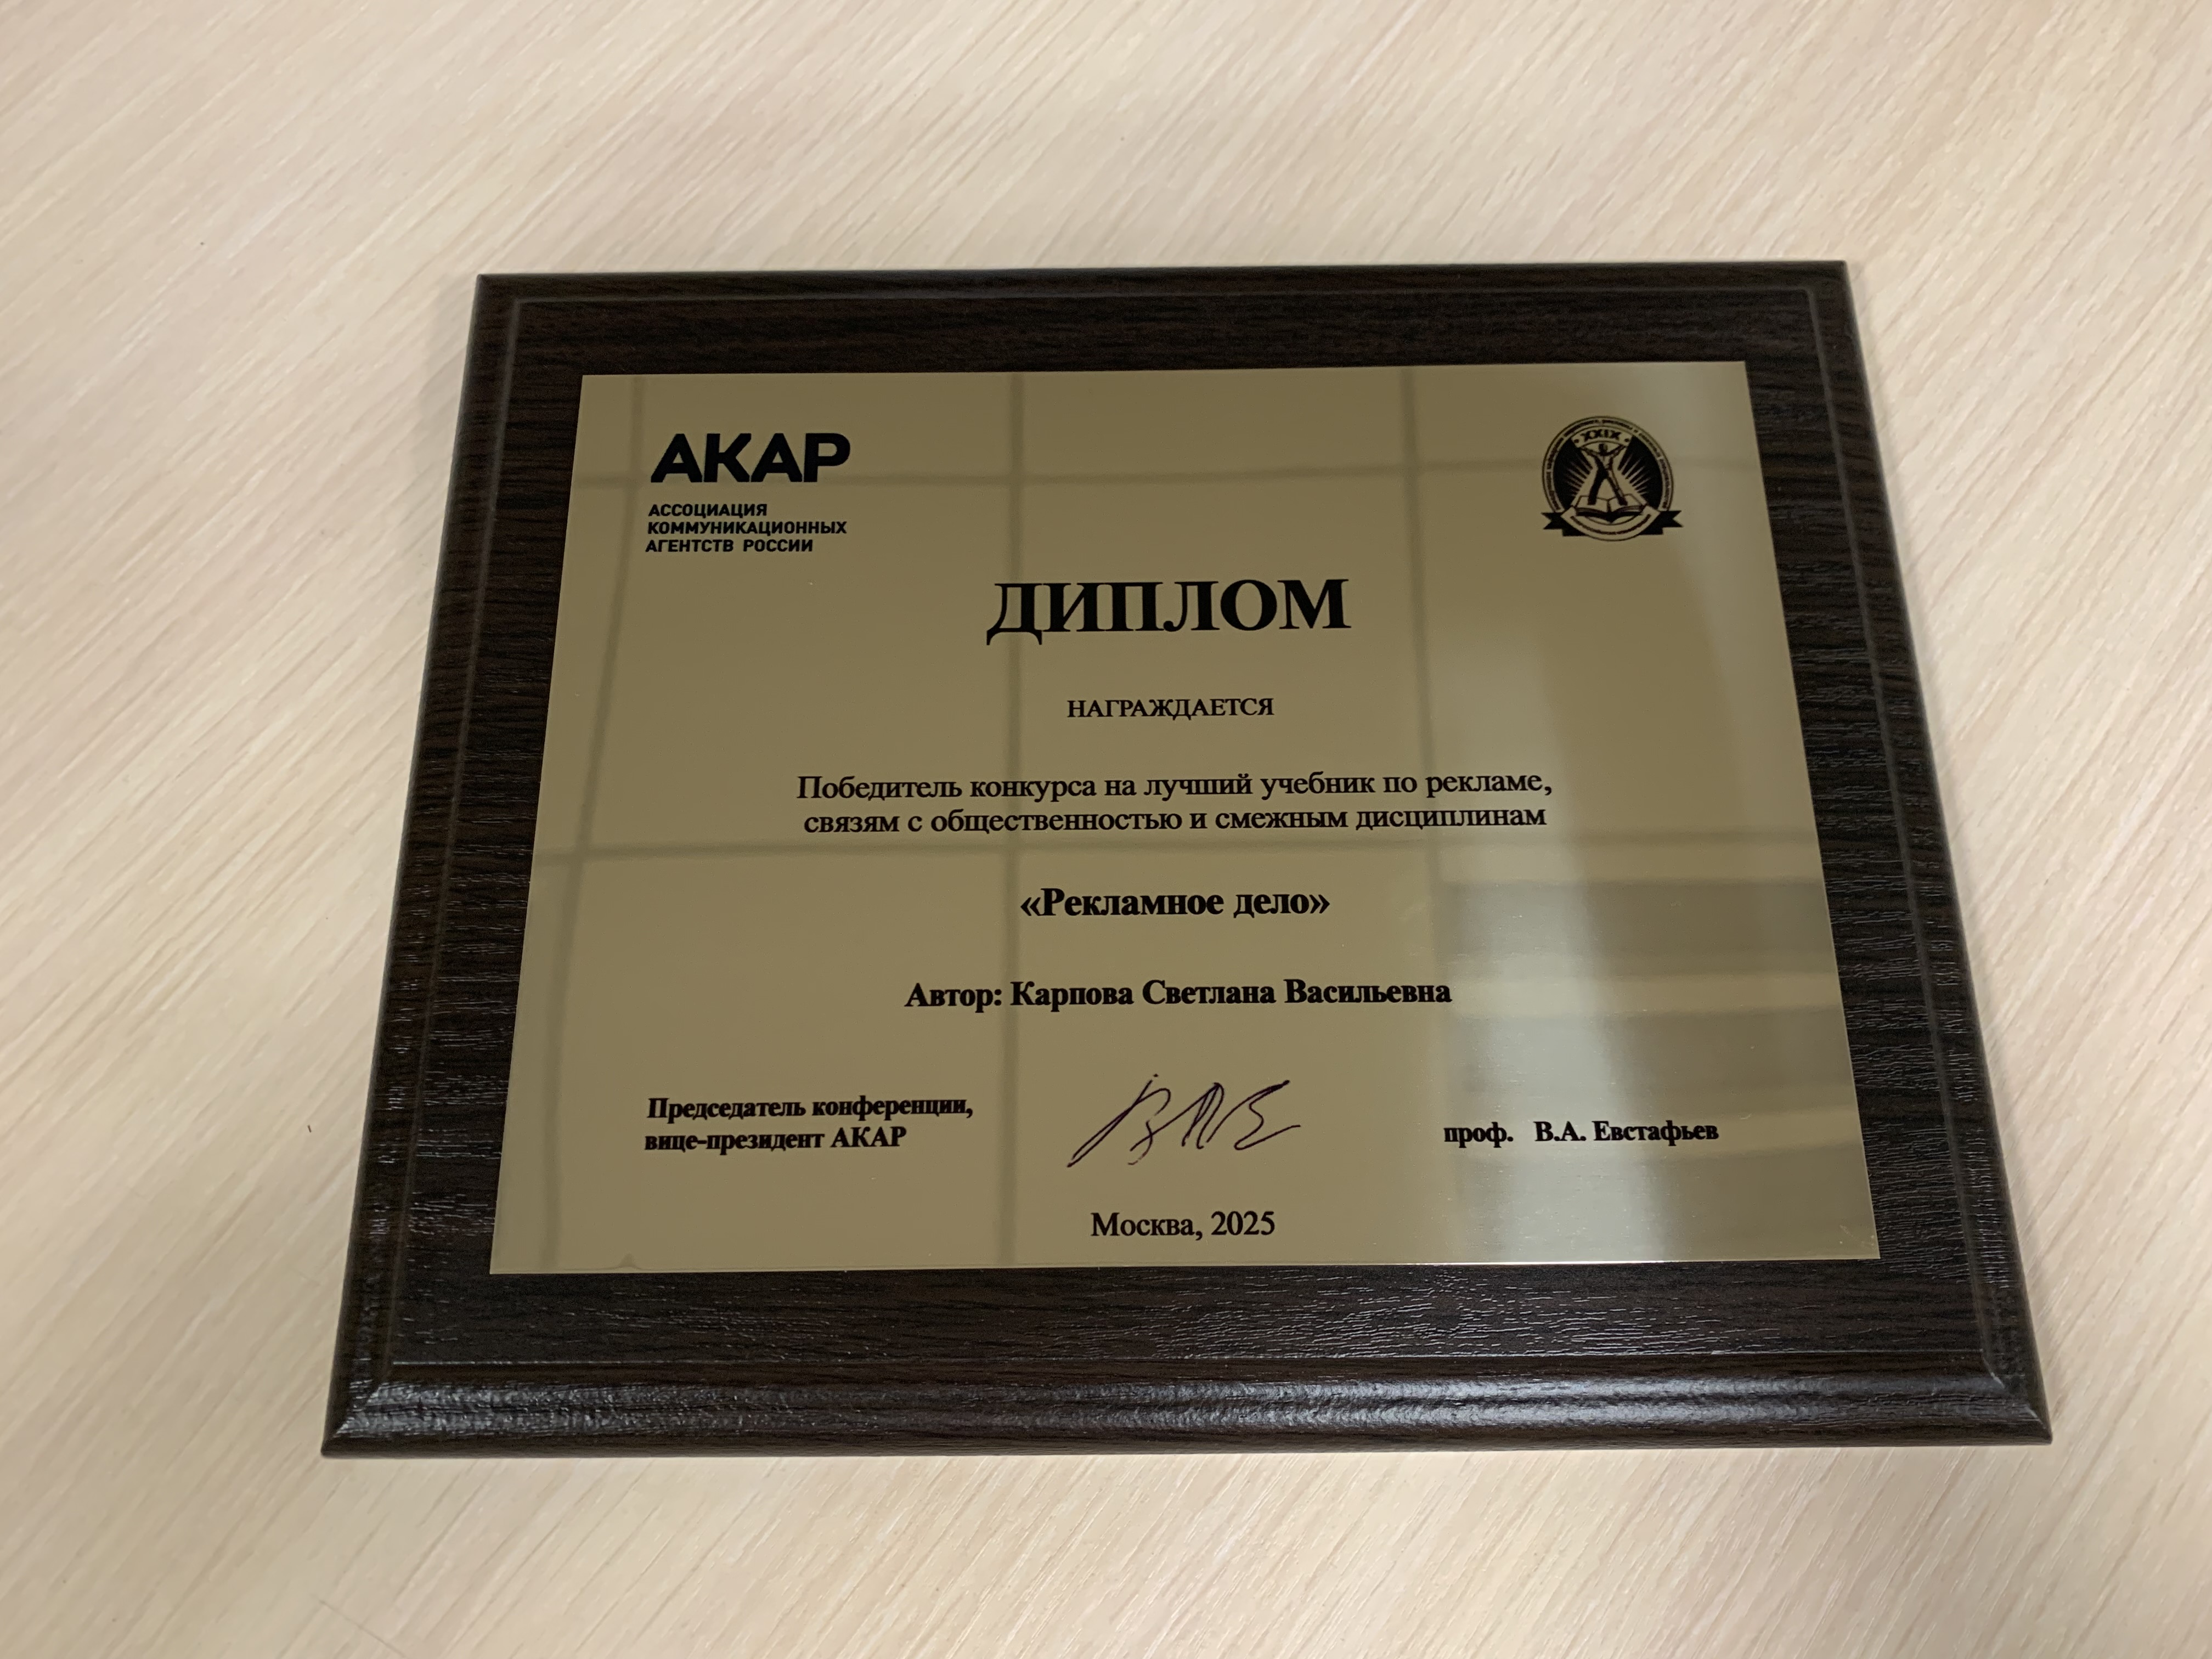 АКАР
АССОЦИАЦИЯ
КОММУНИКАЦИОННЫХ
АГЕНТСТВ РОССИИ
XXIX
ДИПЛОМ
НАГРАЖДАЕТСЯ
Победитель конкурса на лучший учебник по рекламе,
связям с общественностью и смежным дисциплинам
«Рекламное дело»
Автор: Карпова Светлана Васильевна
Председатель конференции,
вице-президент АКАР
проф. В.А. Евстафьев
Москва, 2025